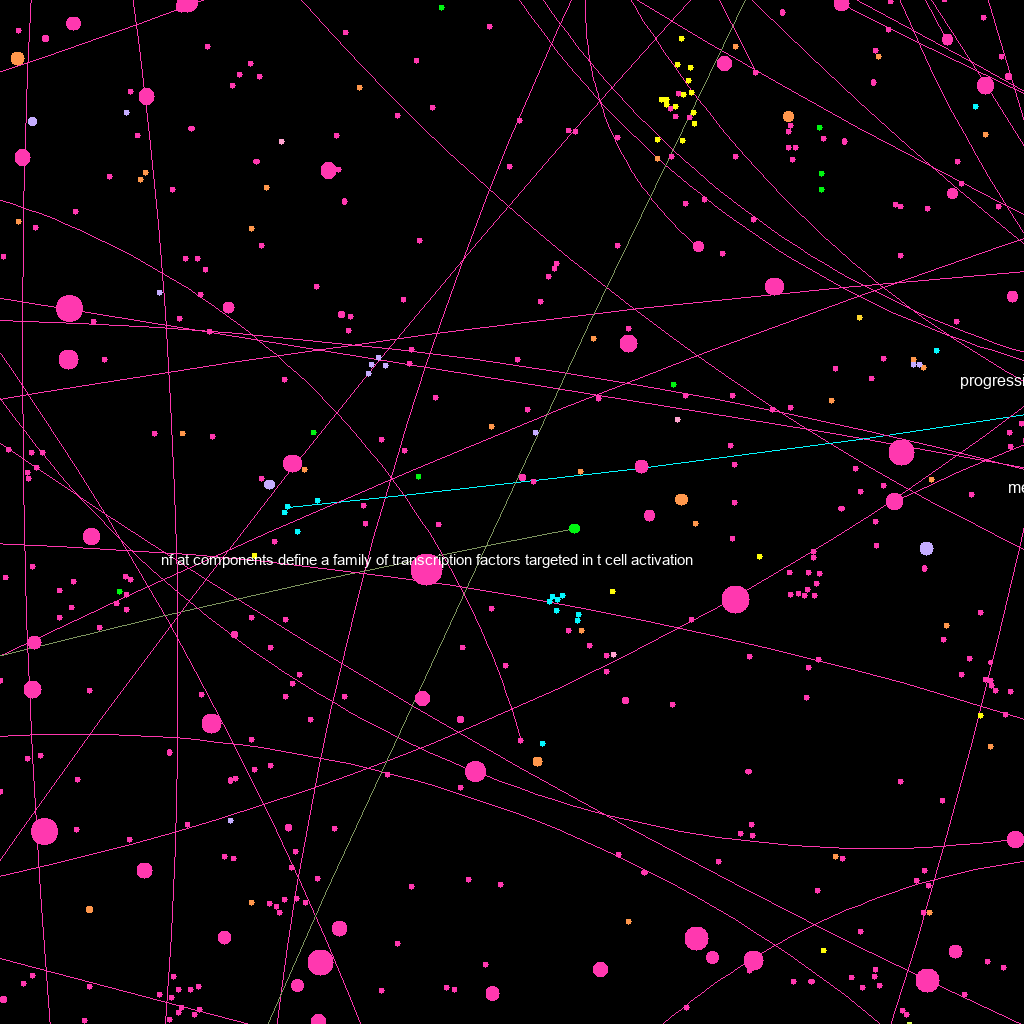 progressi
me
nf at components define a family of transcription factors targeted in t cell activation